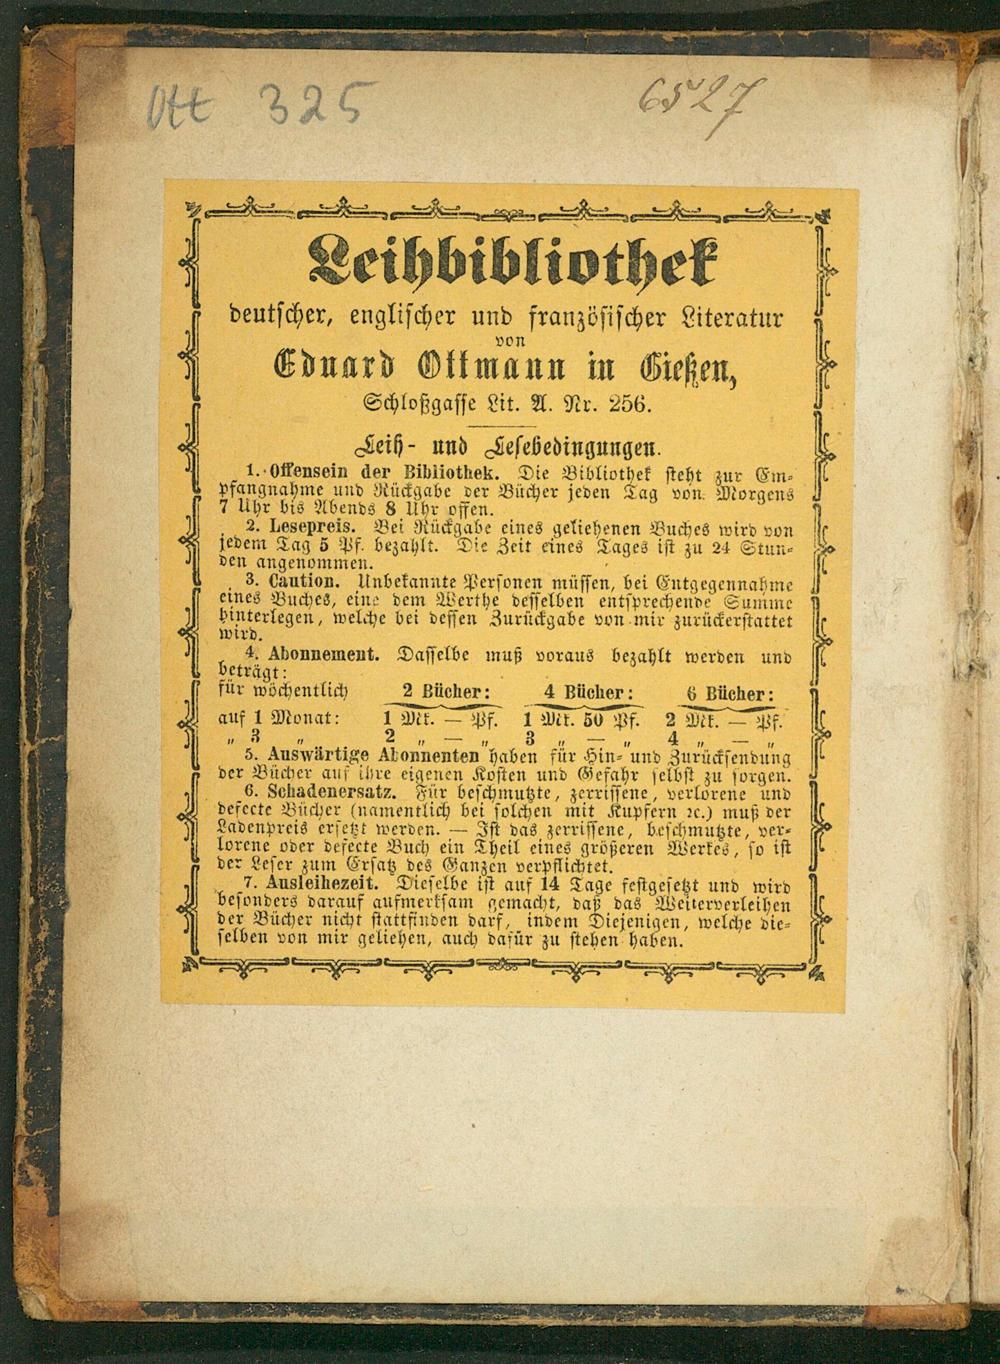 Ott 325
6527
Leihbibliothek
deutscher, englischer und französischer Literatur
von
Eduard Ottmann in Gießen,
Schloßgasse Lit. A. Nr. 256.
Leih- und Lesebedingungen.
1. Offensein der Bibliothek. Die Bibliothek steht zur Em-
pfangnahme und Rückgabe der Bücher jeden Tag von Morgens
7 Uhr bis Abends 8 Uhr offen.
2. Lesepreis. Bei Rückgabe eines geliehenen Buches wird von
jedem Tag 5 Pf. bezahlt. Die Zeit eines Tages ist zu 24 Stun-
den angenommen.
3. Caution. Unbekannte Personen müssen, bei Entgegennahme
eines Buches, eine dem Werthe desselben entsprechende Summe
hinterlegen, welche bei dessen Zurückgabe von mir zurückerstattet
wird.
4. Abonnement. Dasselbe muß voraus bezahlt werden und
beträgt:
für wöchentlich 2 Bücher: 4 Bücher: 6 Bücher:
auf 1 Monat: 1 Mk. — Pf. 1 Mk. 50 Pf. 2 Mk. — Pf.
„ 3 „ 2 „ — „ 3 „ — „ 4 „ — „
5. Auswärtige Abonnenten haben für Hin- und Zurücksendung
der Bücher auf ihre eigenen Kosten und Gefahr selbst zu sorgen.
6. Schadenersatz. Für beschmutzte, zerrissene, verlorene und
defecte Bücher (namentlich bei solchen mit Kupfern ꝛc.) muß der
Ladenpreis ersetzt werden. — Ist das zerrissene, beschmutzte, ver-
lorene oder defecte Buch ein Theil eines größeren Werkes, so ist
der Leser zum Ersatz des Ganzen verpflichtet.
7. Ausleihezeit. Dieselbe ist auf 14 Tage festgesetzt und wird
besonders darauf aufmerksam gemacht, daß das Weiterverleihen
der Bücher nicht stattfinden darf, indem Diejenigen, welche die-
selben von mir geliehen, auch dafür zu stehen haben.